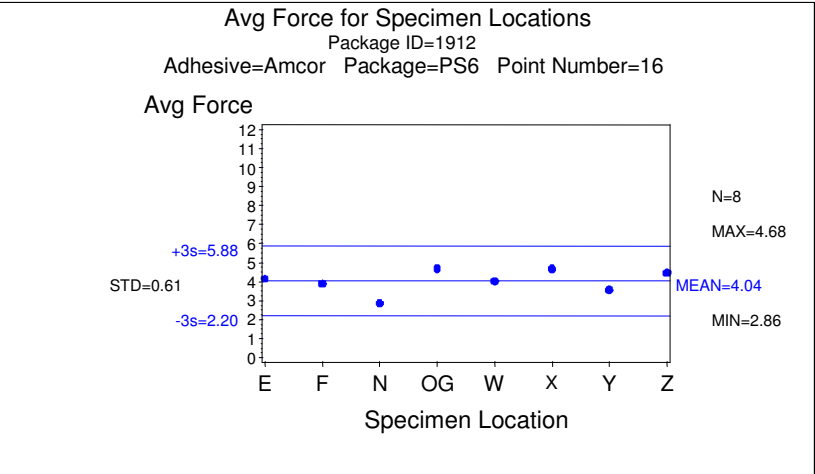 Avg Force for Specimen Locations
Package ID=1912
Adhesive=Amcor Package=PS6 Point Number=16
Avg Force
12
11
10
9
8
7
6
5
4
3
2
1
0
+3s=5.88
STD=0.61
-3s=2.20
N=8
MAX=4.68
MEAN=4.04
MIN=2.86
E F N OG W X Y Z
Specimen Location